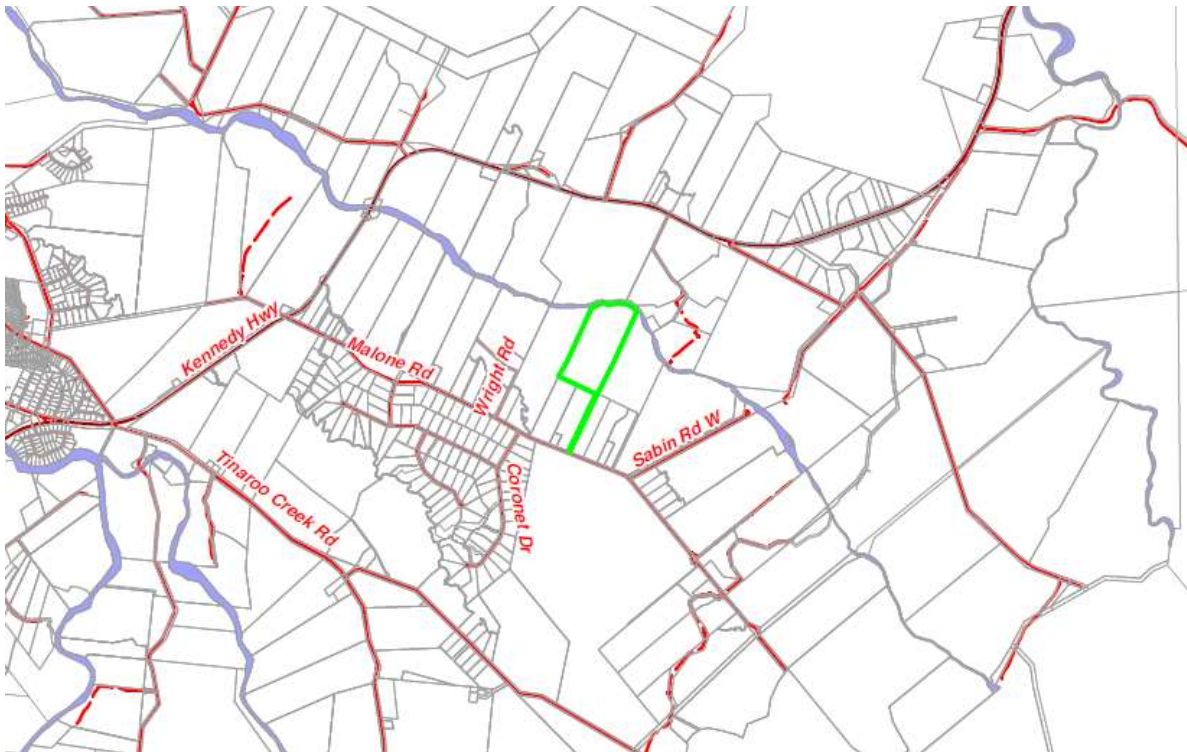 Kennedy Hwy
Malone Rd
Wright Rd
Sabin Rd W
Coronet Dr
Tinaroo Creek Rd